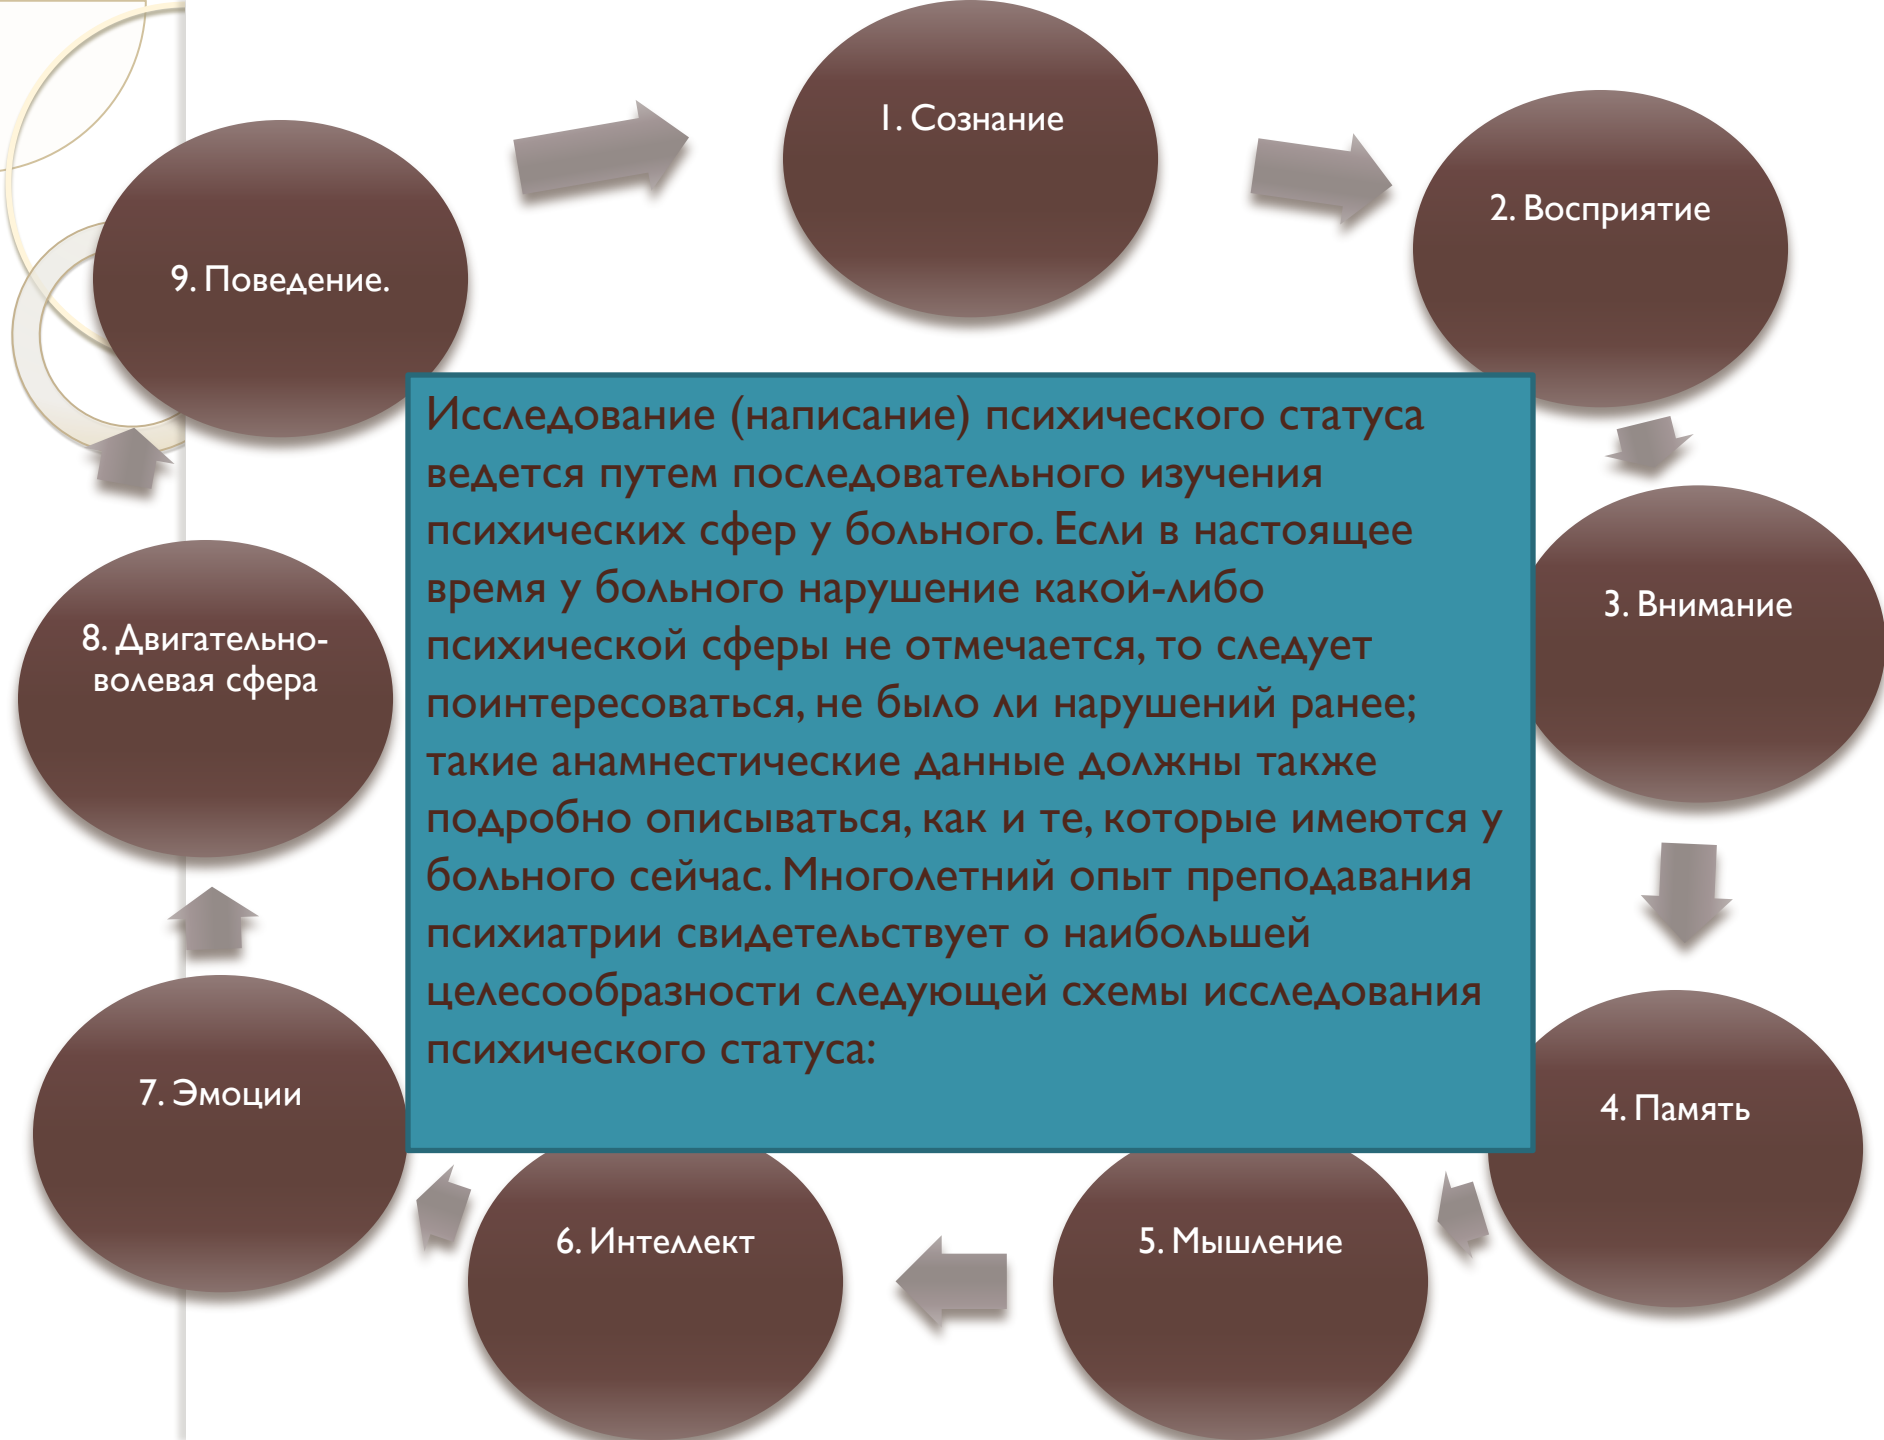 1. Сознание
2. Восприятие
3. Внимание
4. Память
5. Мышление
6. Интеллект
7. Эмоции
8. Двигательно-
волевая сфера
9. Поведение.
Исследование (написание) психического статуса
ведется путем последовательного изучения
психических сфер у больного. Если в настоящее
время у больного нарушение какой-либо
психической сферы не отмечается, то следует
поинтересоваться, не было ли нарушений ранее;
такие анамнестические данные должны также
подробно описываться, как и те, которые имеются у
больного сейчас. Многолетний опыт преподавания
психиатрии свидетельствует о наибольшей
целесообразности следующей схемы исследования
психического статуса: